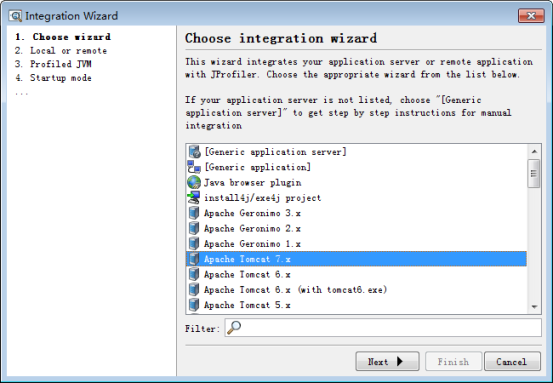 Integration Wizard
1. Choose wizard
2. Local or remote
3. Profiled JVM
4. Startup mode
...
Choose integration wizard
This wizard integrates your application server or remote application
with JProfiler. Choose the appropriate wizard from the list below.
If your application server is not listed, choose "[Generic
application server]" to get step by step instructions for manual
integration
[Generic application server]
[Generic application]
Java browser plugin
install4j/exe4j project
Apache Geronimo 3.x
Apache Geronimo 2.x
Apache Geronimo 1.x
Apache Tomcat 7.x
Apache Tomcat 6.x
Apache Tomcat 6.x (with tomcat6.exe)
Apache Tomcat 5.x
Filter:
Next
Finish
Cancel